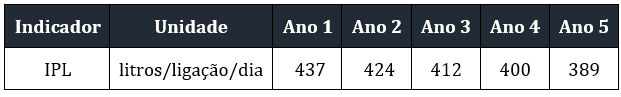 Indicador Unidade Ano 1 Ano 2 Ano 3 Ano 4 Ano 5
IPL litros/ligação/dia 437 424 412 400 389